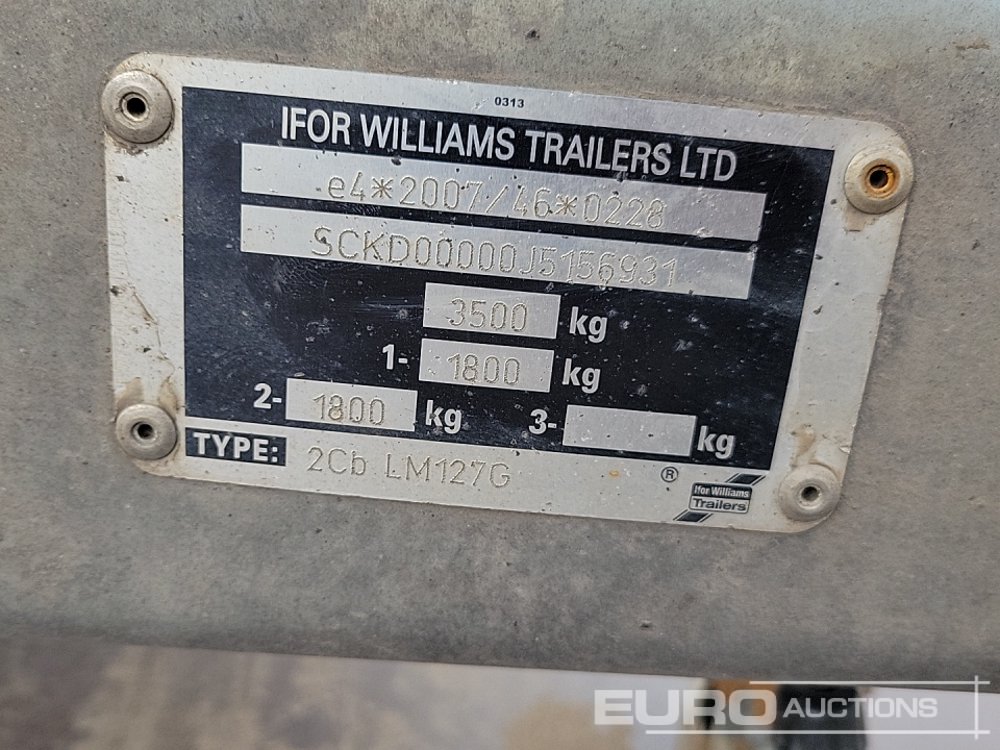 0313
IFOR WILLIAMS TRAILERS LTD
e4*2007/46*0228
SCKD00000J5156931
3500 kg
1- 1800 kg
2- 1800 kg 3- kg
TYPE: 2Cb LM127G ®
Ifor Williams
Trailers
EURO AUCTIONS